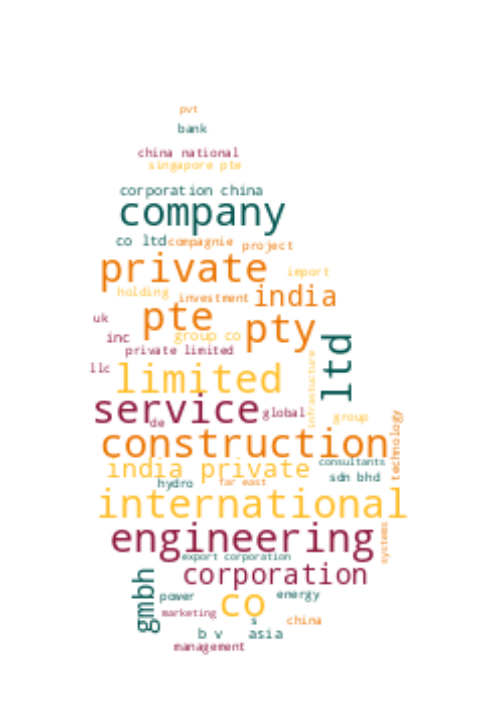 pvt
bank
china national
singapore pte
corporation china
company
co ltd
compagnie
project
private
import
holding
investment
india
uk
pte
pty
inc
group co
private limited
ltd
llc
limited
infrastructure
service
global
de
group
technology
construction
india private
consultants
hydro
far east
sdn bhd
international
engineering
systems
export corporation
corporation
gmbh
power
co
energy
marketing
s
china
b v
asia
management